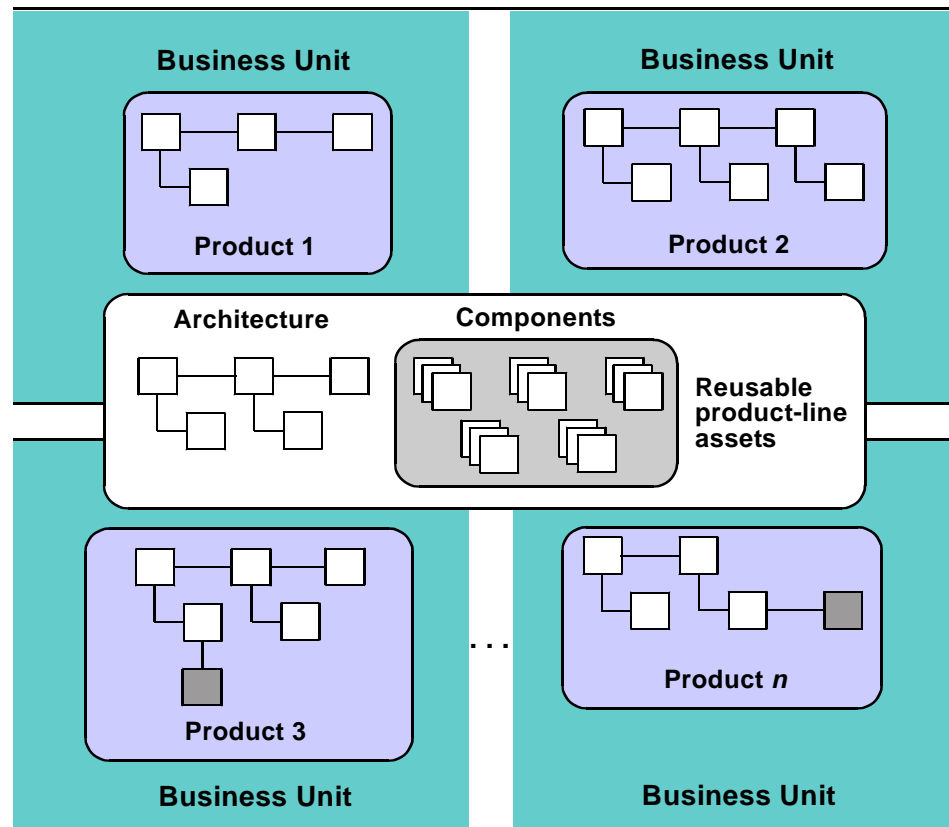 Business Unit
Business Unit
Product 1
Product 2
Architecture
Components
Reusable
product-line
assets
. . .
Product n
Product 3
Business Unit
Business Unit